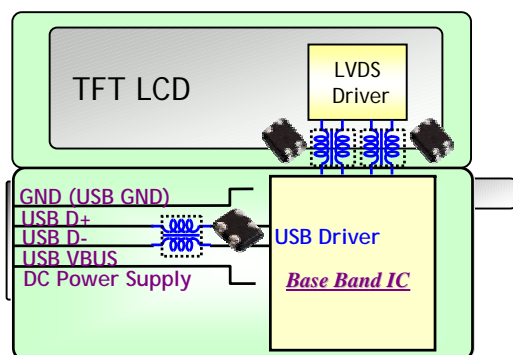 TFT LCD
LVDS
Driver
GND (USB GND)
USB D+
USB D-
USB VBUS
DC Power Supply
USB Driver
Base Band IC